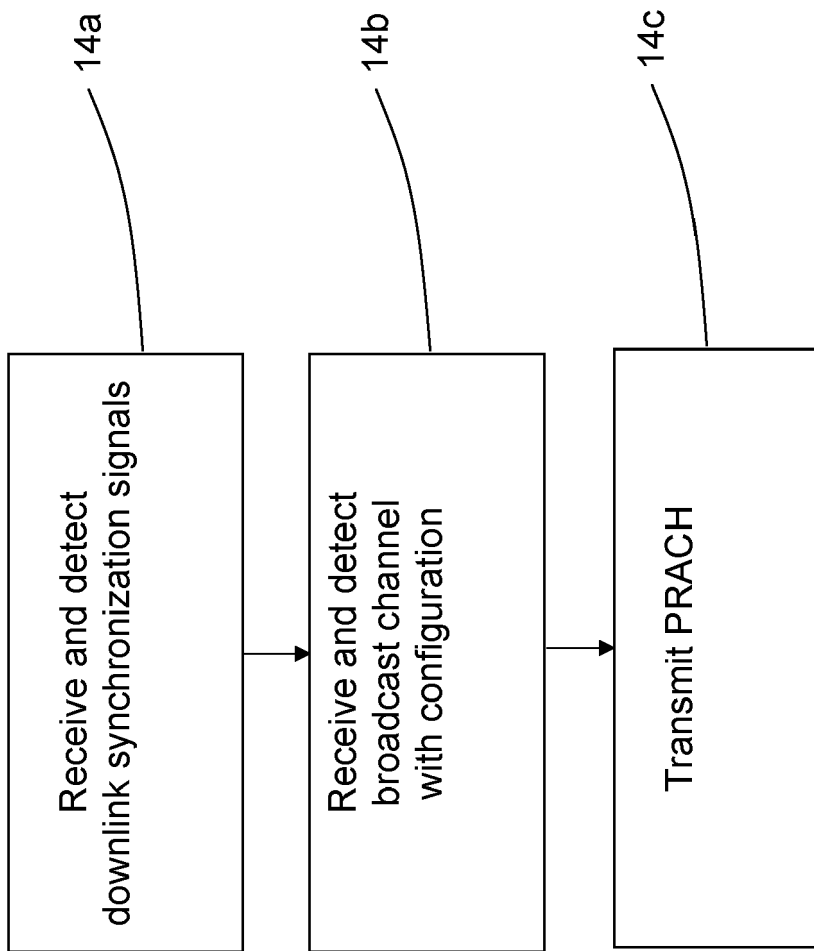 Receive and detect
downlink synchronization signals
14a
Receive and detect
broadcast channel
with configuration
14b
Transmit PRACH
14c